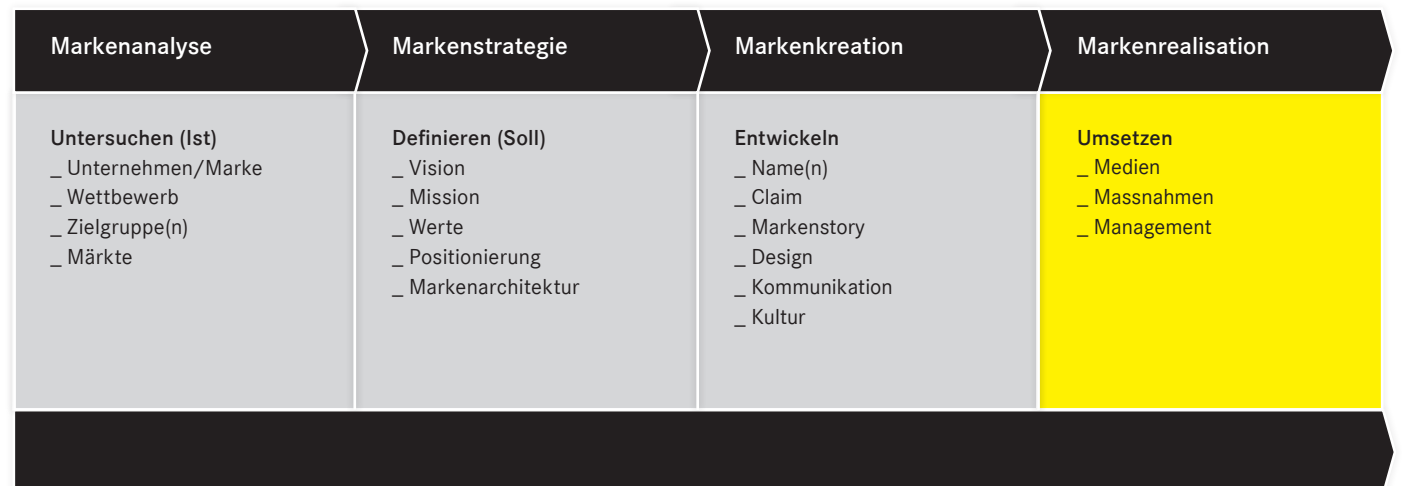 Markenanalyse
Markenstrategie
Markenkreation
Markenrealisation
Untersuchen (Ist)
_ Unternehmen/Marke
_ Wettbewerb
_ Zielgruppe(n)
_ Märkte
Definieren (Soll)
_ Vision
_ Mission
_ Werte
_ Positionierung
_ Markenarchitektur
Entwickeln
_ Name(n)
_ Claim
_ Markenstory
_ Design
_ Kommunikation
_ Kultur
Umsetzen
_ Medien
_ Massnahmen
_ Management